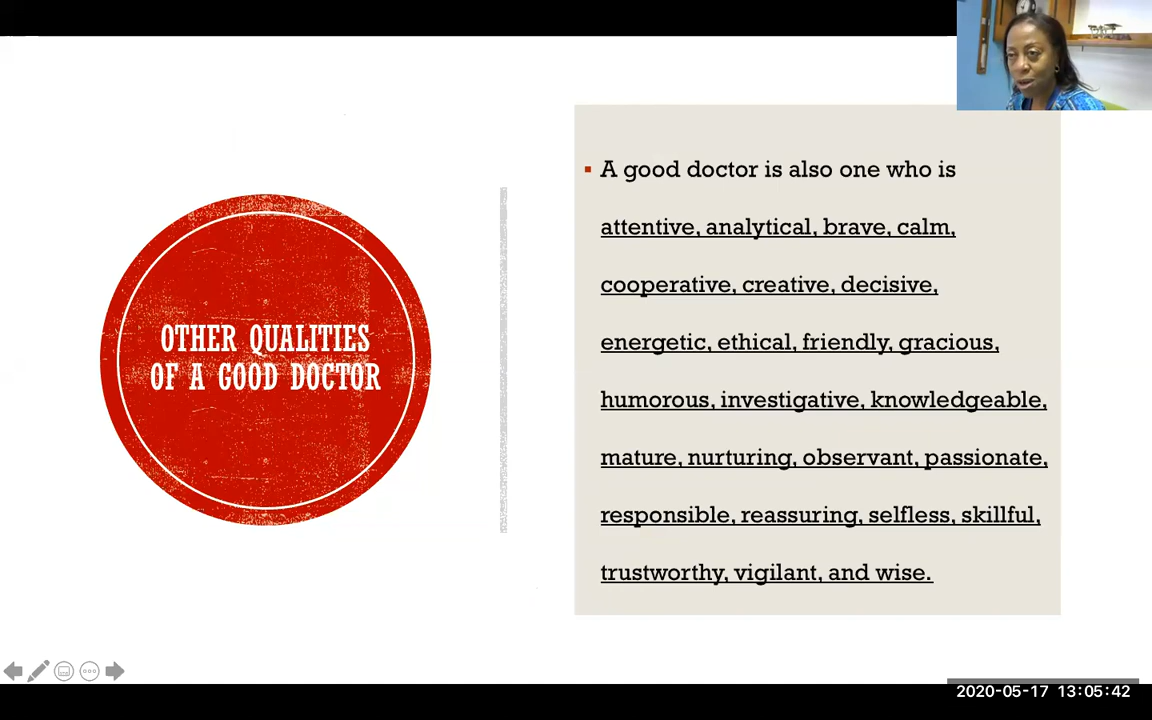 OTHER QUALITIES
OF A GOOD DOCTOR
A good doctor is also one who is
attentive, analytical, brave, calm,
cooperative, creative, decisive,
energetic, ethical, friendly, gracious,
humorous, investigative, knowledgeable,
mature, nurturing, observant, passionate,
responsible, reassuring, selfless, skillful,
trustworthy, vigilant, and wise.
2020-05-17 13:05:42